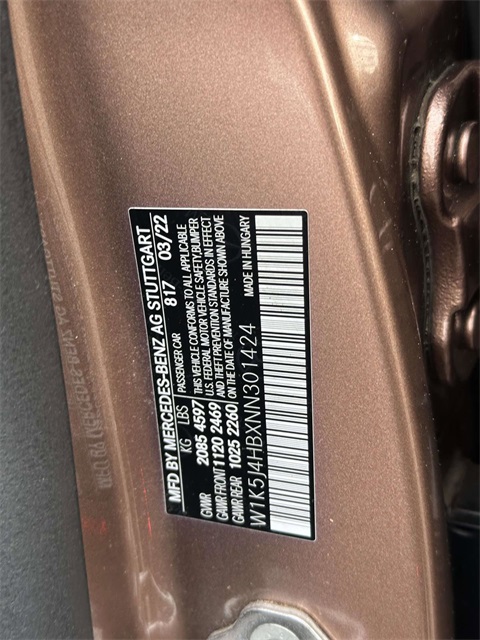 MFD BY MERCEDES-BENZ AG STUTTGART
817 03/22
KG LBS PASSENGER CAR
GVWR 2085 4597 THIS VEHICLE CONFORMS TO ALL APPLICABLE
U.S. FEDERAL MOTOR VEHICLE SAFETY,BUMPER
GAWR FRONT 1120 2469 AND THEFT PREVENTION STANDARDS IN EFFECT
GAWR REAR 1025 2260 ON THE DATE OF MANUFACTURE SHOWN ABOVE
MADE IN HUNGARY
W1K5J4HBXNN301424